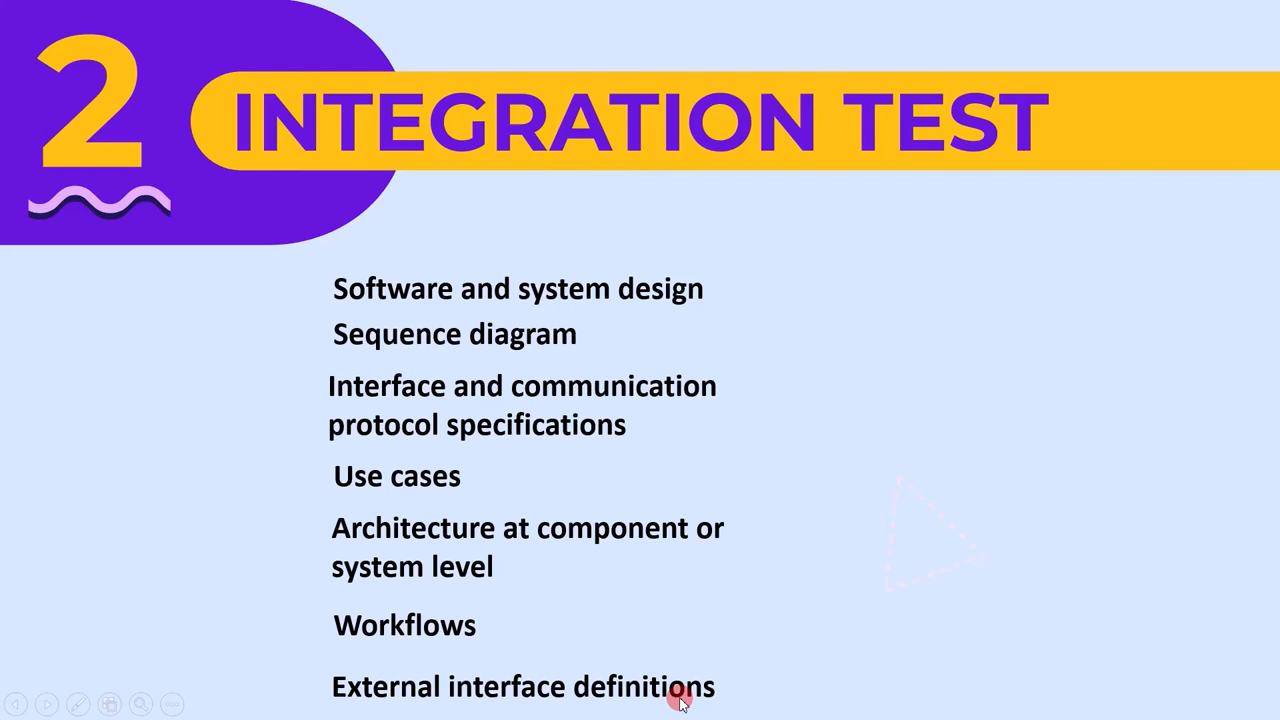 2
INTEGRATION TEST
Software and system design
Sequence diagram
Interface and communication
protocol specifications
Use cases
Architecture at component or
system level
Workflows
External interface definitions